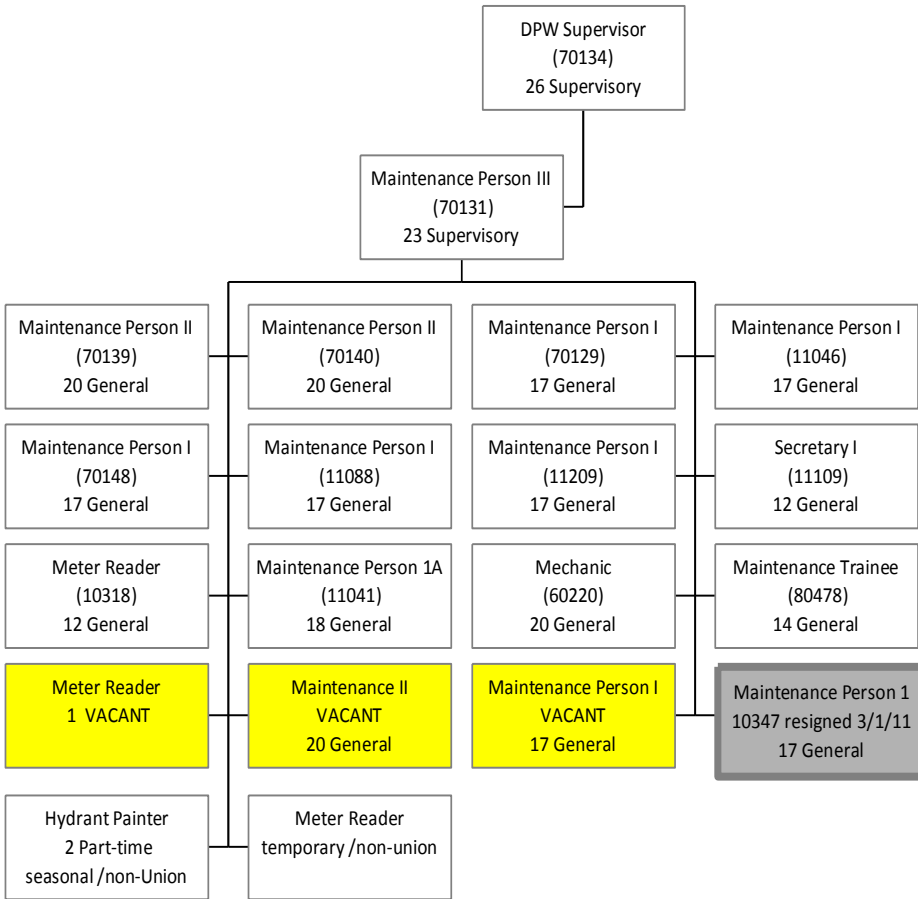 DPW Supervisor
(70134)
26 Supervisory
Maintenance Person III
(70131)
23 Supervisory
Maintenance Person II
(70139)
20 General
Maintenance Person II
(70140)
20 General
Maintenance Person I
(70129)
17 General
Maintenance Person I
(11046)
17 General
Maintenance Person I
(70148)
17 General
Maintenance Person I
(11088)
17 General
Maintenance Person I
(11209)
17 General
Secretary I
(11109)
12 General
Meter Reader
(10318)
12 General
Maintenance Person 1A
(11041)
18 General
Mechanic
(60220)
20 General
Maintenance Trainee
(80478)
14 General
Meter Reader
1 VACANT
Maintenance II
VACANT
20 General
Maintenance Person I
VACANT
17 General
Maintenance Person 1
10347 resigned 3/1/11
17 General
Hydrant Painter
2 Part-time
seasonal/non-Union
Meter Reader
temporary/non-union